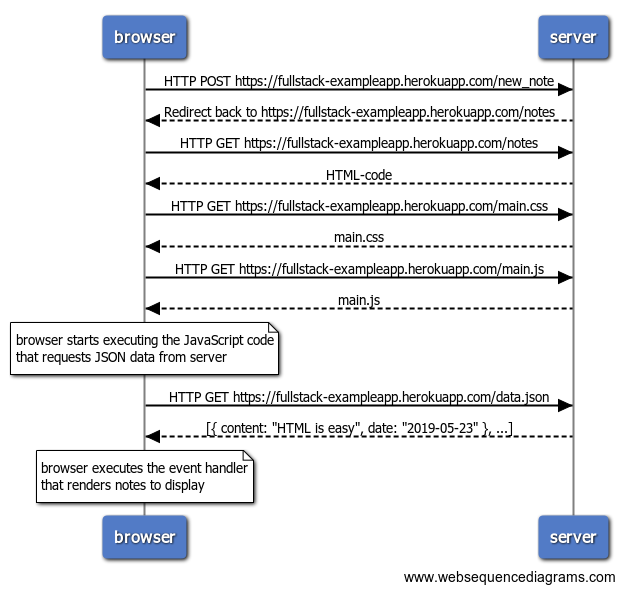 browser
server
HTTP POST https://fullstack-exampleapp.herokuapp.com/new_note
Redirect back to https://fullstack-exampleapp.herokuapp.com/notes
HTTP GET https://fullstack-exampleapp.herokuapp.com/notes
HTML-code
HTTP GET https://fullstack-exampleapp.herokuapp.com/main.css
main.css
HTTP GET https://fullstack-exampleapp.herokuapp.com/main.js
main.js
browser starts executing the JavaScript code
that requests JSON data from server
HTTP GET https://fullstack-exampleapp.herokuapp.com/data.json
[{ content: "HTML is easy", date: "2019-05-23" }, ...]
browser executes the event handler
that renders notes to display
browser
server
www.websequencediagrams.com